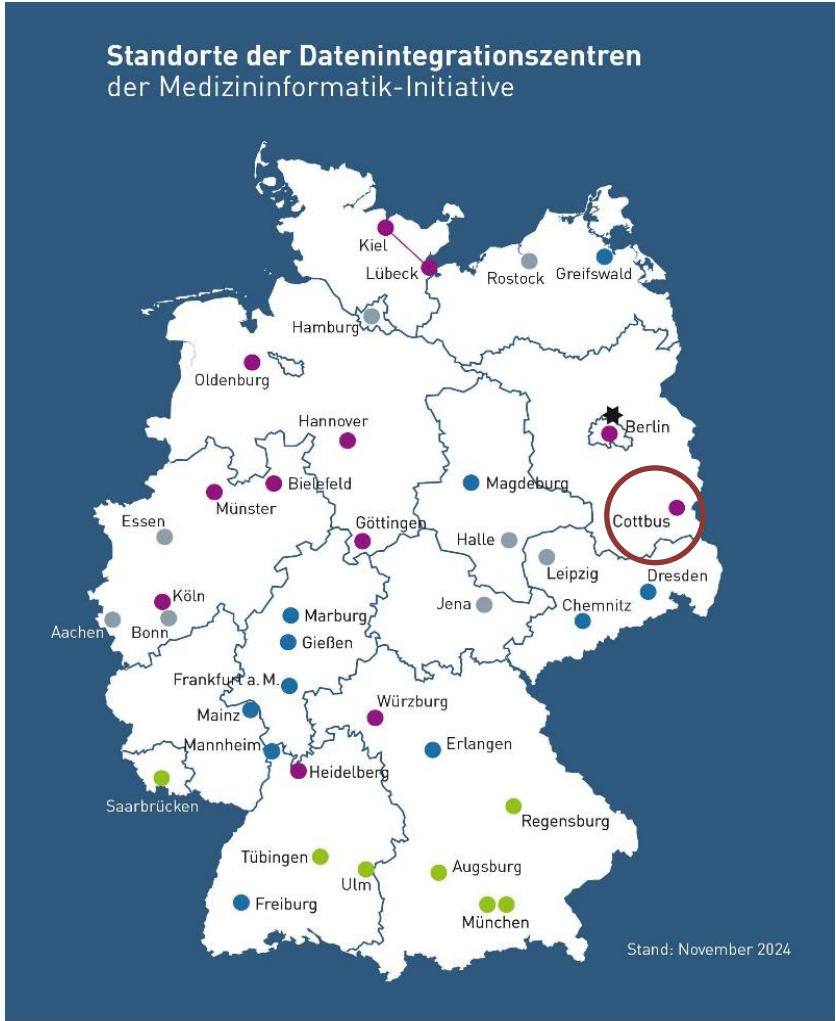 Standorte der Datenintegrationszentren
der Medizininformatik-Initiative
Kiel
Lübeck
Rostock
Greifswald
Hamburg
Oldenburg
Hannover
Berlin
Bielefeld
Magdeburg
Münster
Cottbus
Essen
Göttingen
Halle
Leipzig
Dresden
Köln
Jena
Chemnitz
Marburg
Aachen
Bonn
Gießen
Frankfurt a. M.
Würzburg
Mainz
Mannheim
Erlangen
Heidelberg
Saarbrücken
Regensburg
Tübingen
Augsburg
Ulm
Freiburg
München
Stand: November 2024